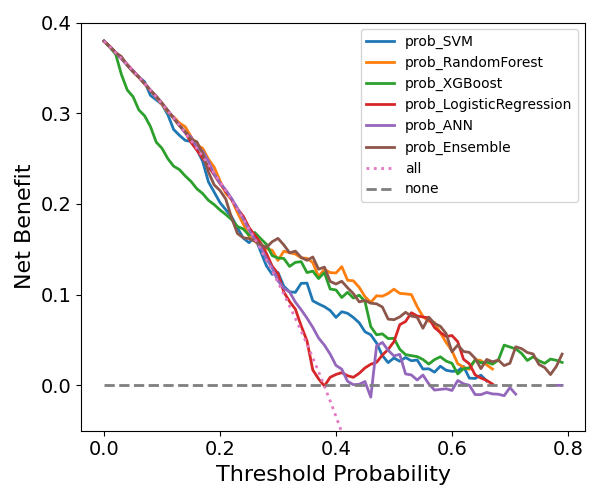 0.4
0.3
0.2
0.1
0.0
Net Benefit
prob_SVM
prob_RandomForest
prob_XGBoost
prob_LogisticRegression
prob_ANN
prob_Ensemble
all
none
0.0 0.2 0.4 0.6 0.8
Threshold Probability